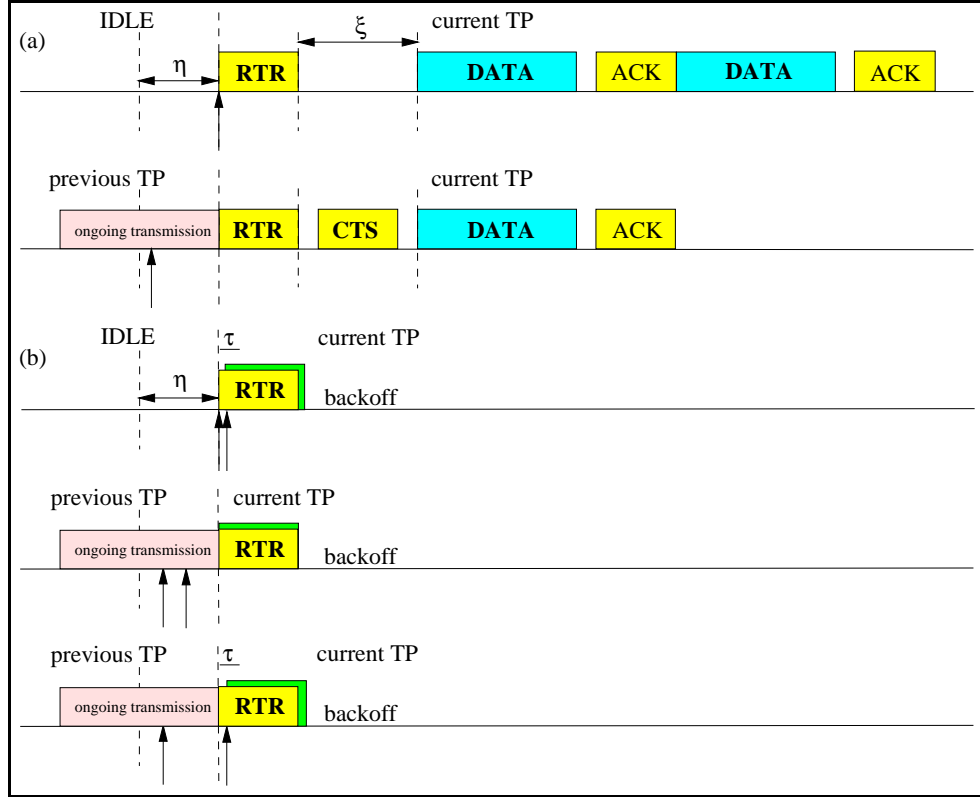 IDLE ξ current TP
(a)
η
RTR DATA ACK DATA ACK
previous TP current TP
ongoing transmission RTR CTS DATA ACK
IDLE τ current TP
(b)
η
RTR backoff
previous TP current TP
ongoing transmission RTR backoff
previous TP τ current TP
ongoing transmission RTR backoff